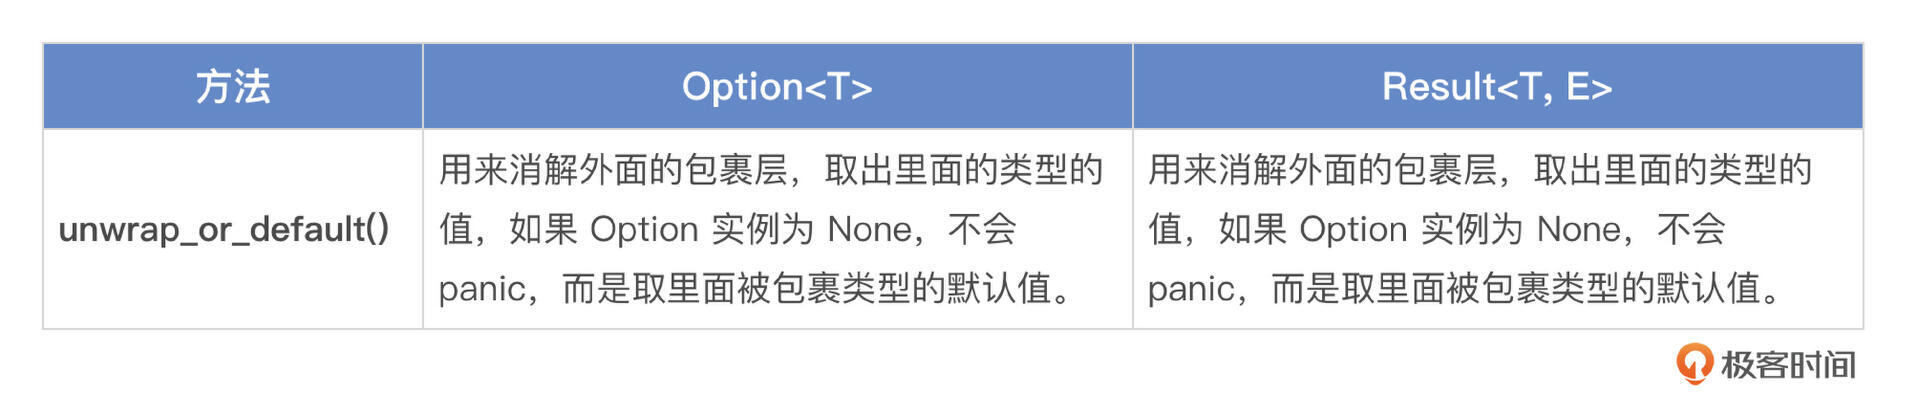 方法
Option<T>
Result<T, E>
unwrap_or_default()
用来消解外面的包裹层，取出里面的类型的
值，如果 Option 实例为 None，不会
panic，而是取里面被包裹类型的默认值。
用来消解外面的包裹层，取出里面的类型的
值，如果 Option 实例为 None，不会
panic，而是取里面被包裹类型的默认值。
极客时间